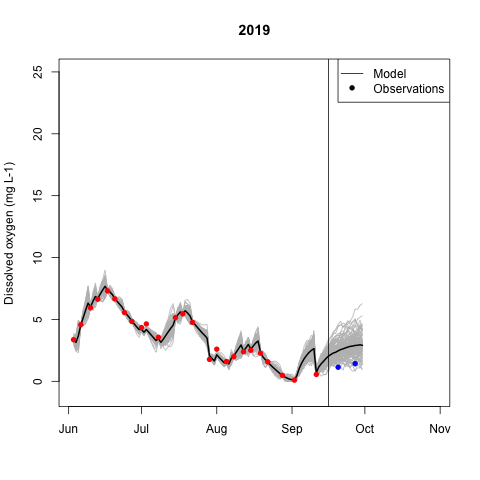 2019
Dissolved oxygen (mg L-1)
25
20
15
10
5
0
Model
Observations
Jun Jul Aug Sep Oct Nov